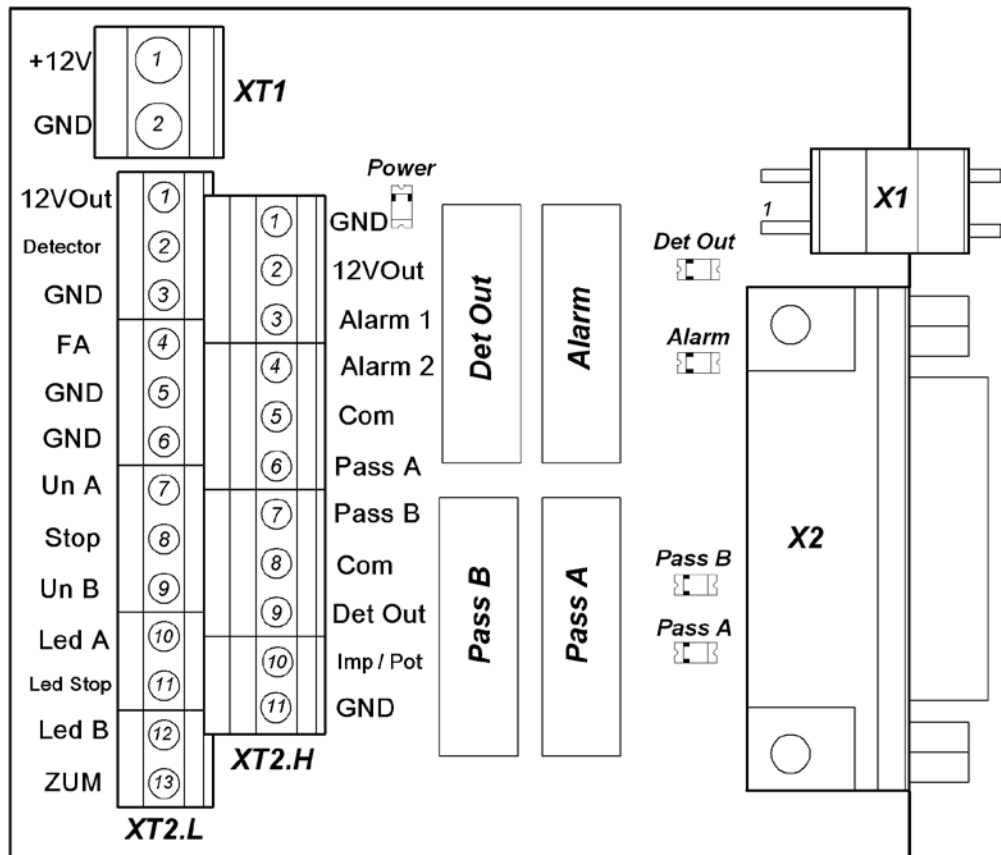 +12V
1
XT1
GND
2
12VOut
1
Detector
2
GND
3
FA
4
GND
5
GND
6
Un A
7
Stop
8
Un B
9
Led A
10
Led Stop
11
Led B
12
ZUM
13
XT2.L
1
GND
2
12VOut
3
Alarm 1
4
Alarm 2
5
Com
6
Pass A
7
Pass B
8
Com
9
Det Out
10
Imp / Pot
11
GND
XT2.H
Power
Det Out
Alarm
Pass B
Pass A
Det Out
Alarm
Pass B
Pass A
1
X1
X2